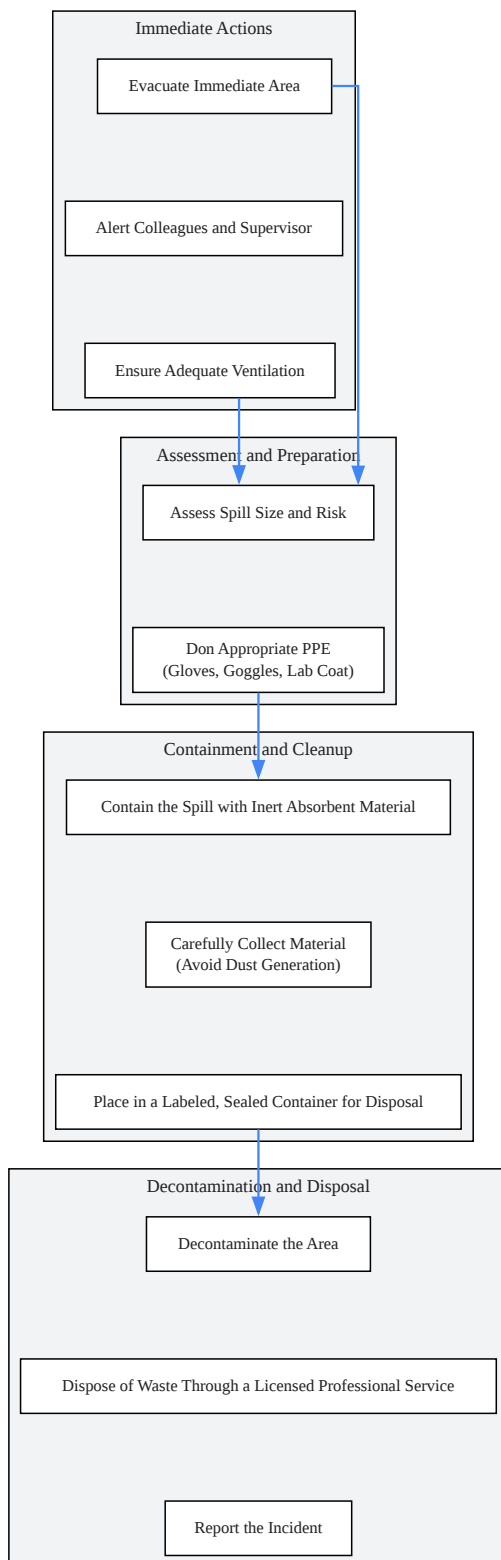 Immediate Actions
Evacuate Immediate Area
Alert Colleagues and Supervisor
Ensure Adequate Ventilation
Assessment and Preparation
Assess Spill Size and Risk
Don Appropriate PPE
(Gloves, Goggles, Lab Coat)
Containment and Cleanup
Contain the Spill with Inert Absorbent Material
Carefully Collect Material
(Avoid Dust Generation)
Place in a Labeled, Sealed Container for Disposal
Decontamination and Disposal
Decontaminate the Area
Dispose of Waste Through a Licensed Professional Service
Report the Incident